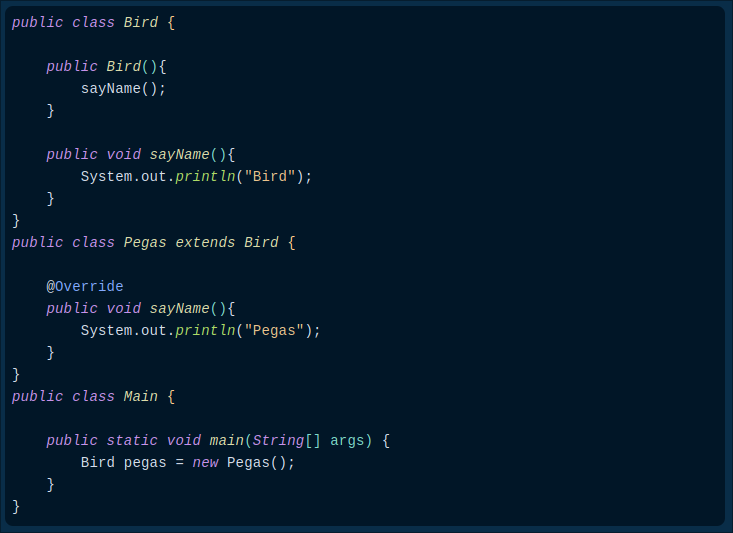 public class Bird {
public Bird(){
sayName();
}
public void sayName(){
System.out.println("Bird");
}
}
public class Pegas extends Bird {
@Override
public void sayName(){
System.out.println("Pegas");
}
}
public class Main {
public static void main(String[] args) {
Bird pegas = new Pegas();
}
}